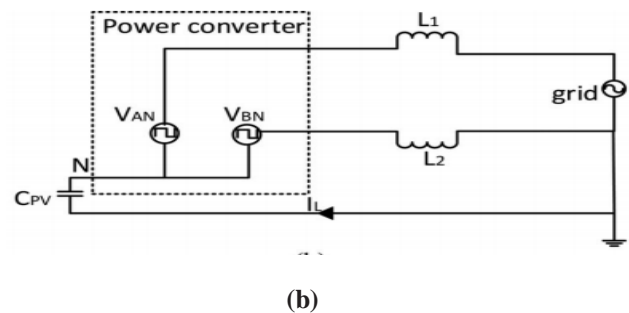 Power converter
L1
grid
VAN
VBN
N
L2
CPV
IL
(b)